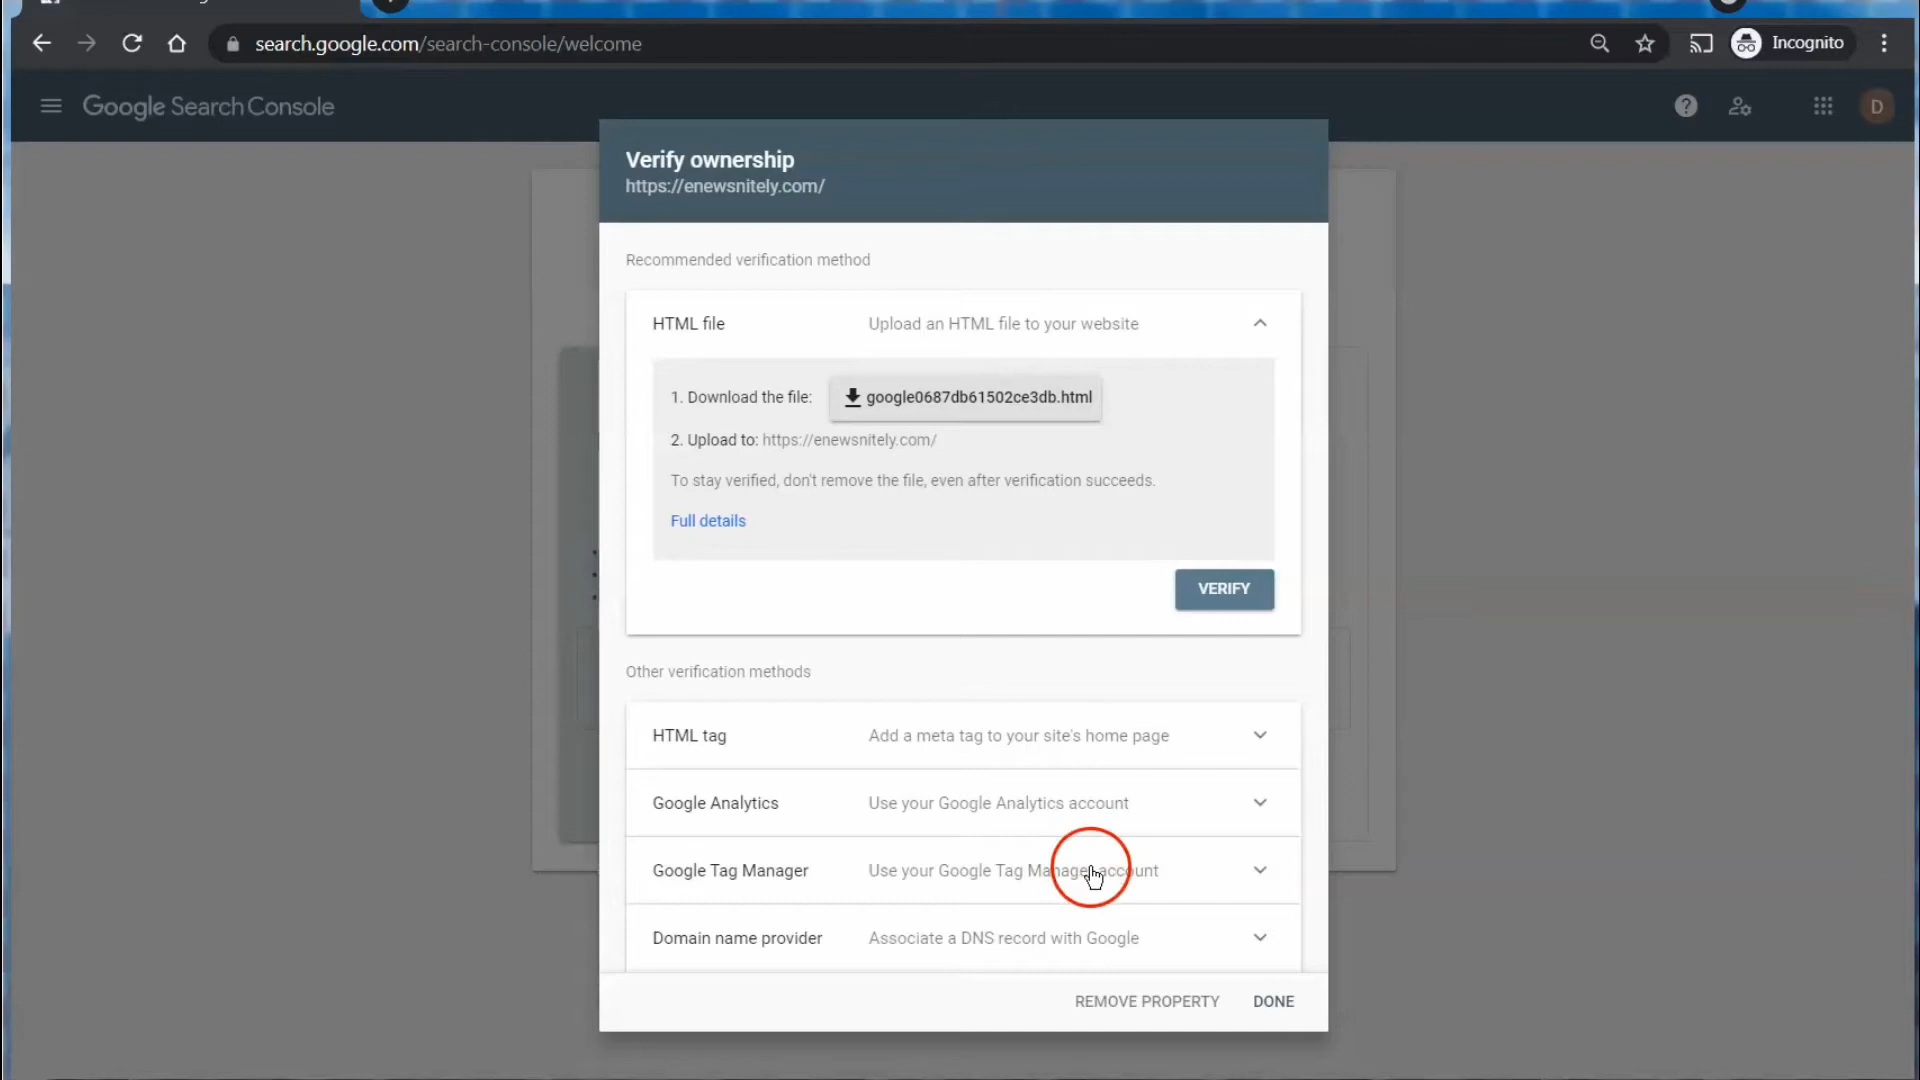 search.google.com/search-console/welcome
Incognito
Google Search Console
D
Verify ownership
https://enewsnitely.com/
Recommended verification method
HTML file
Upload an HTML file to your website
1. Download the file:
google0687db61502ce3db.html
2. Upload to: https://enewsnitely.com/
To stay verified, don't remove the file, even after verification succeeds.
Full details
VERIFY
Other verification methods
HTML tag
Add a meta tag to your site's home page
Google Analytics
Use your Google Analytics account
Google Tag Manager
Use your Google Tag Manager account
Domain name provider
Associate a DNS record with Google
REMOVE PROPERTY
DONE